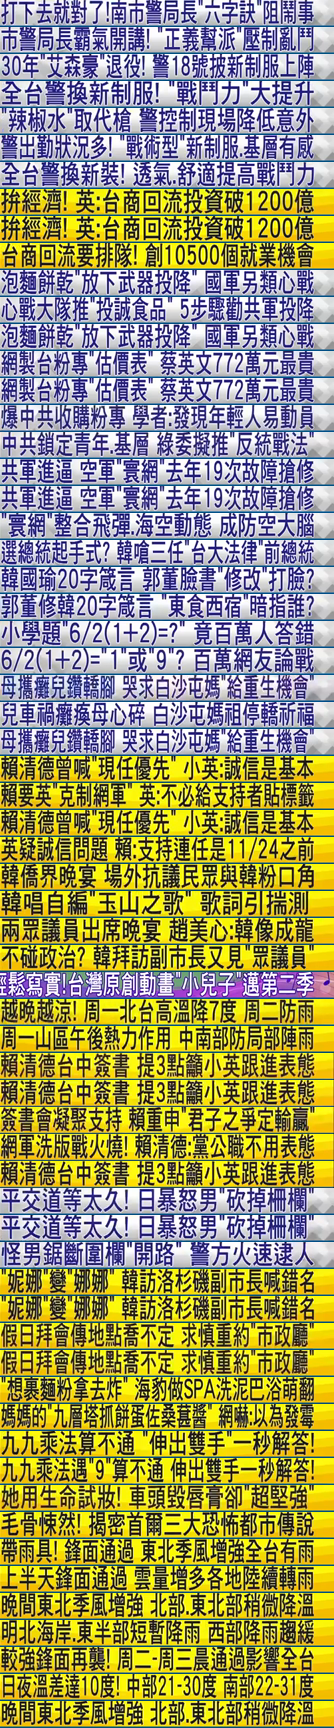 打下去就對了!南市警局長"六字訣"阻鬧事
市警局長霸氣開講! "正義幫派"壓制亂鬥
30年"艾森豪"退役! 警18號披新制服上陣
全台警換新制服! "戰鬥力"大提升
"辣椒水"取代槍 警控制現場降低意外
警出勤狀況多! "戰術型"新制服.基層有感
全台警換新裝! 透氣.舒適提高戰鬥力
拚經濟! 英:台商回流投資破1200億
拚經濟! 英:台商回流投資破1200億
台商回流要排隊! 創10500個就業機會
泡麵餅乾"放下武器投降" 國軍另類心戰
心戰大隊推"投誠食品" 5步驟勸共軍投降
泡麵餅乾"放下武器投降" 國軍另類心戰
網製台粉專"估價表" 蔡英文772萬元最貴
網製台粉專"估價表" 蔡英文772萬元最貴
爆中共收購粉專 學者:發現年輕人易動員
中共鎖定青年.基層 綠委擬推"反統戰法"
共軍進逼 空軍"寰網"去年19次故障搶修
共軍進逼 空軍"寰網"去年19次故障搶修
"寰網"整合飛彈.海空動態 成防空大腦
選總統起手式? 韓嗆三任"台大法律"前總統
韓國瑜20字箴言 郭董臉書"修改"打臉?
郭董修韓20字箴言 "東食西宿"暗指誰?
小學題"6/2(1+2)=?" 竟百萬人答錯
6/2(1+2)="1"或"9"? 百萬網友論戰
母攜癱兒鑽轎腳 哭求白沙屯媽"給重生機會"
兒車禍癱瘓母心碎 白沙屯媽祖停轎祈福
母攜癱兒鑽轎腳 哭求白沙屯媽"給重生機會"
賴清德曾喊"現任優先" 小英:誠信是基本
賴要英"克制網軍" 英:不必給支持者貼標籤
賴清德曾喊"現任優先" 小英:誠信是基本
英疑誠信問題 賴:支持連任是11/24之前
韓僑界晚宴 場外抗議民眾與韓粉口角
韓唱自編"玉山之歌" 歌詞引揣測
兩眾議員出席晚宴 趙美心:韓像成龍
不碰政治? 韓拜訪副市長又見"眾議員"
輕鬆寫實!台灣原創動畫"小兒子"邁第二季
越晚越涼! 周一北台高溫降7度 周二防雨
周一山區午後熱力作用 中南部防局部陣雨
賴清德台中簽書 提3點籲小英跟進表態
賴清德台中簽書 提3點籲小英跟進表態
簽書會凝聚支持 賴重申"君子之爭定輸贏"
網軍洗版戰火燒! 賴清德:黨公職不用表態
賴清德台中簽書 提3點籲小英跟進表態
平交道等太久! 日暴怒男"砍掉柵欄"
平交道等太久! 日暴怒男"砍掉柵欄"
怪男鋸斷圍欄"開路" 警方火速逮人
"妮娜"變"娜娜" 韓訪洛杉磯副市長喊錯名
"妮娜"變"娜娜" 韓訪洛杉磯副市長喊錯名
假日拜會傳地點喬不定 求慎重約"市政廳"
假日拜會傳地點喬不定 求慎重約"市政廳"
"想裹麵粉拿去炸" 海豹做SPA洗泥巴浴萌翻
媽媽的"九層塔抓餅蛋佐桑葚醬" 網嚇:以為發霉
九九乘法算不通 "伸出雙手"一秒解答!
九九乘法遇"9"算不通 伸出雙手一秒解答!
她用生命試妝! 車頭毀唇膏卻"超堅強"
毛骨悚然! 揭密首爾三大恐怖都市傳說
帶雨具! 鋒面通過 東北季風增強全台有雨
上半天鋒面通過 雲量增多各地陸續轉雨
晚間東北季風增強 北部.東北部稍微降溫
明北海岸.東半部短暫降雨 西部降雨趨緩
較強鋒面再襲! 周二-周三晨通過影響全台
日夜溫差達10度! 中部21-30度 南部22-31度
晚間東北季風增強 北部.東北部稍微降溫